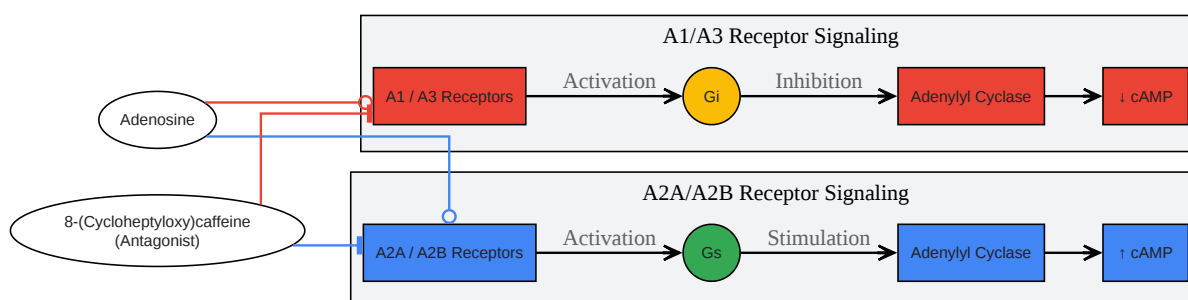 A1/A3 Receptor Signaling
A1 / A3 Receptors
Activation
Gi
Inhibition
Adenylyl Cyclase
↓ cAMP
Adenosine
A2A/A2B Receptor Signaling
8-(Cycloheptyloxy)caffeine
(Antagonist)
A2A / A2B Receptors
Activation
Gs
Stimulation
Adenylyl Cyclase
↑ cAMP